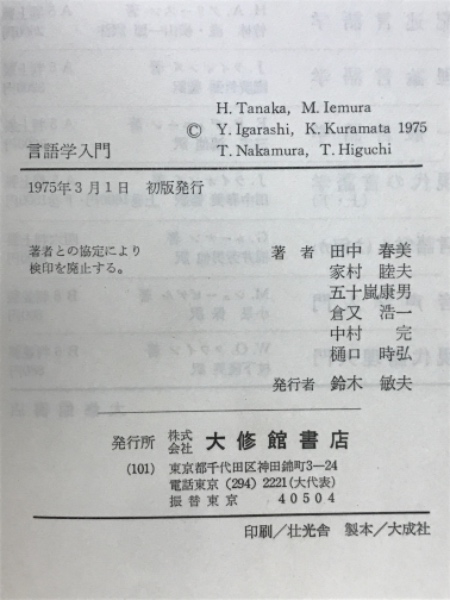 H. Tanaka, M. Iemura
© Y. Igarashi, K. Kuramata 1975
T. Nakamura, T. Higuchi
言語学入門
1975年3月1日 初版発行
著者との協定により
検印を廃止する。
著者 田中 春美
家村 睦夫
五十嵐康男
倉又 浩一
中村 完
樋口 時弘
発行者 鈴木 敏夫
発行所 株式会社 大修館書店
(101) 東京都千代田区神田錦町3—24
電話東京 (294) 2221(大代表)
振替東京 40504
印刷/壮光舎 製本/大成社